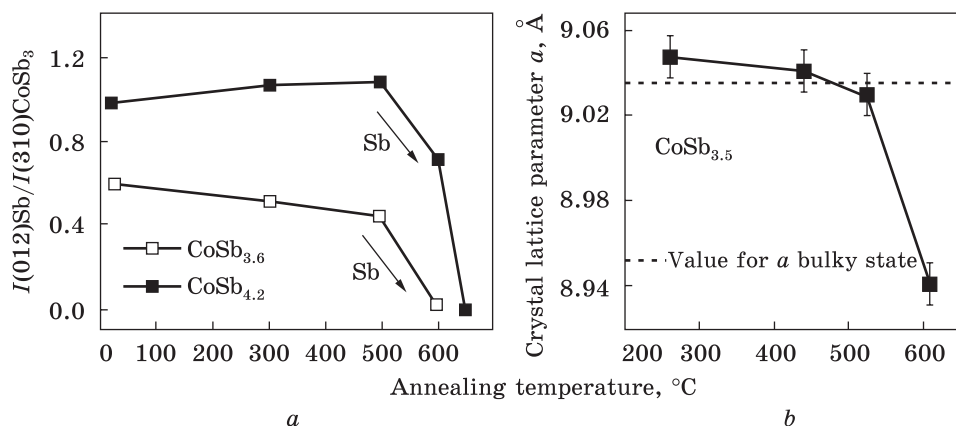 I(012)Sb/I(310)CoSb₃
1.2
0.8
0.4
0.0
Sb
Sb
CoSb₃.₆
CoSb₄.₂
0 100 200 300 400 500 600
Crystal lattice parameter a, Å
9.06
9.02
8.98
8.94
CoSb₃.₅
Value for a bulky state
200 300 400 500 600
Annealing temperature, °C
a
b